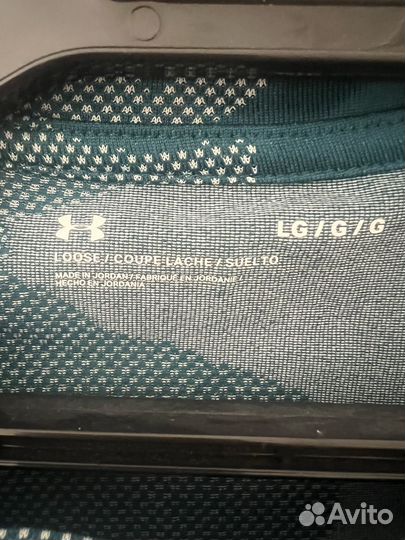 LG / G / G
LOOSE / COUPE LÂCHE / SUELTO
MADE IN JORDAN / FABRIQUÉ EN JORDANIE
HECHO EN JORDANIA
Avito